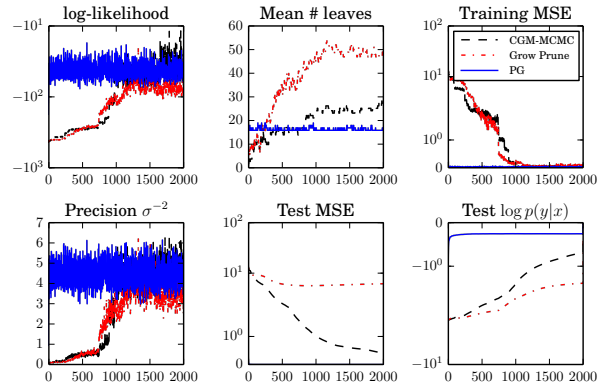 log-likelihood
Mean # leaves
Training MSE
−10¹
−10²
−10³
0 500 1000 1500 2000
60
50
40
30
20
10
0
0 500 1000 1500 2000
10²
10¹
10⁰
0 500 1000 1500 2000
CGM-MCMC
Grow Prune
PG
Precision σ⁻²
Test MSE
Test log p(y|x)
7
6
5
4
3
2
1
0
0 500 1000 1500 2000
10²
10¹
10⁰
0 500 1000 1500 2000
−10⁰
−10¹
0 500 1000 1500 2000